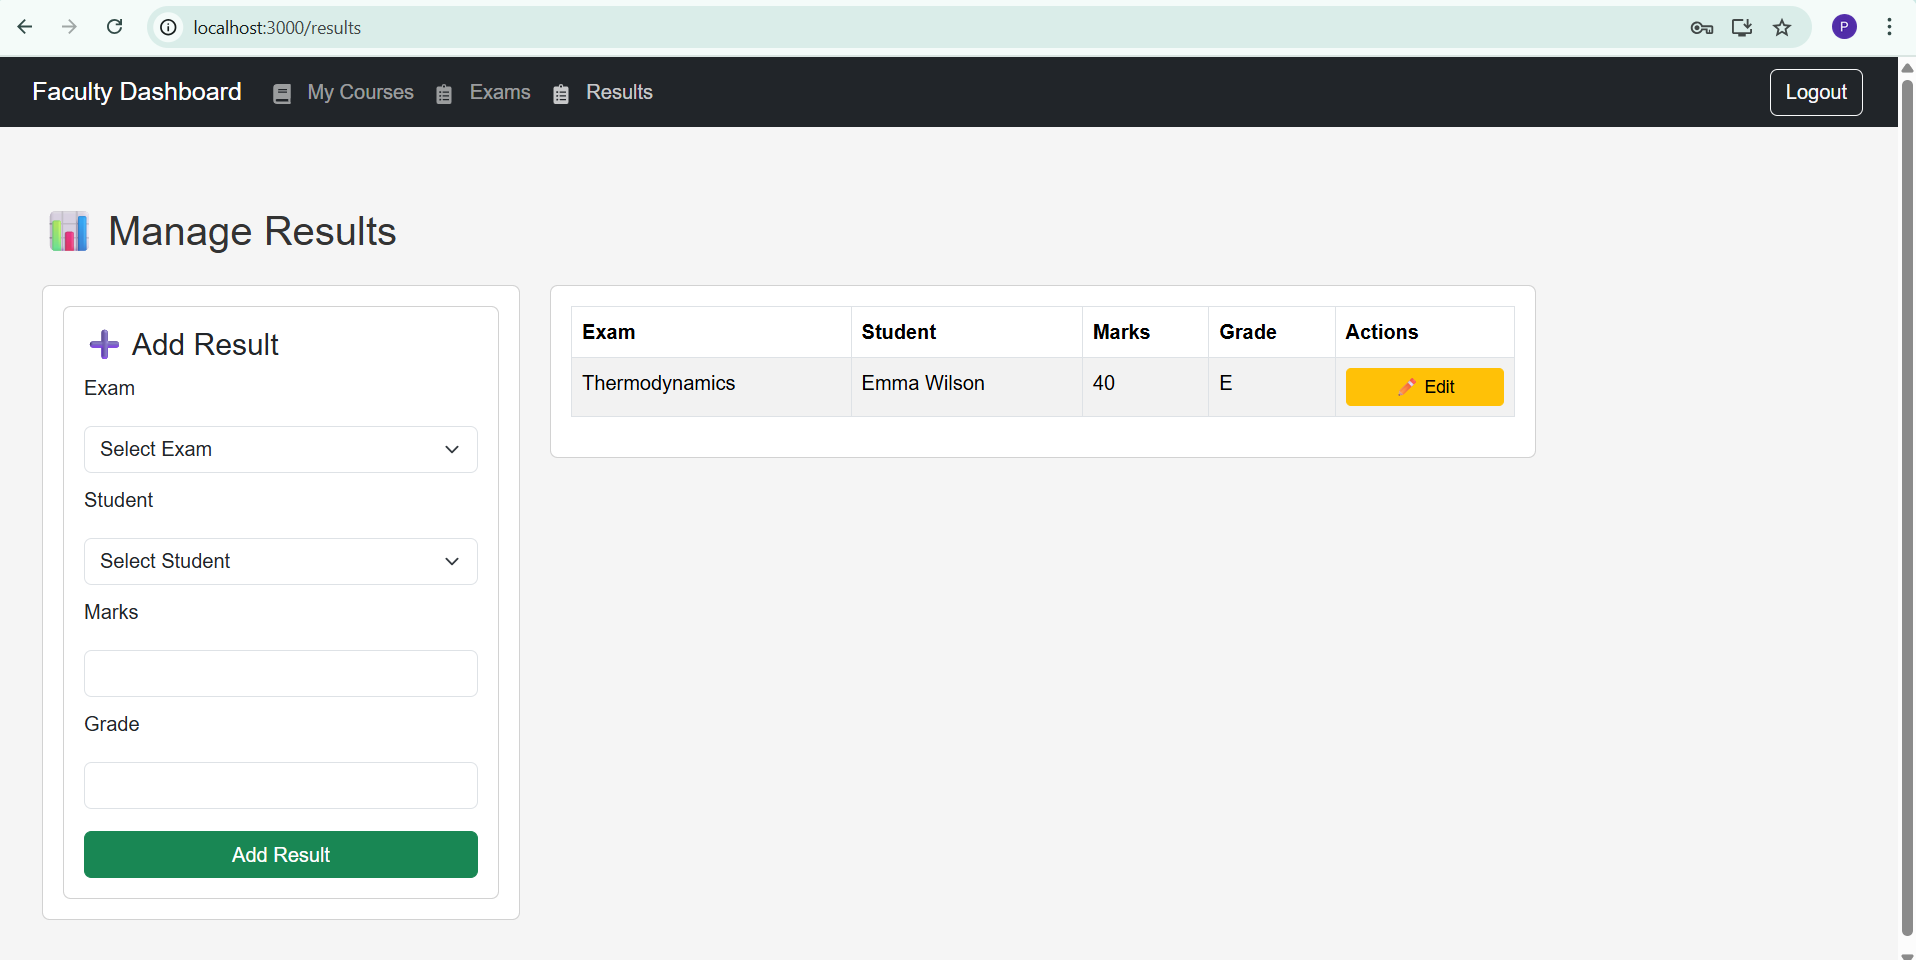 localhost:3000/results
P
Faculty Dashboard My Courses Exams Results Logout
Manage Results
Add Result
Exam
Select Exam
Student
Select Student
Marks
Grade
Add Result
Exam Student Marks Grade Actions
Thermodynamics Emma Wilson 40 E Edit